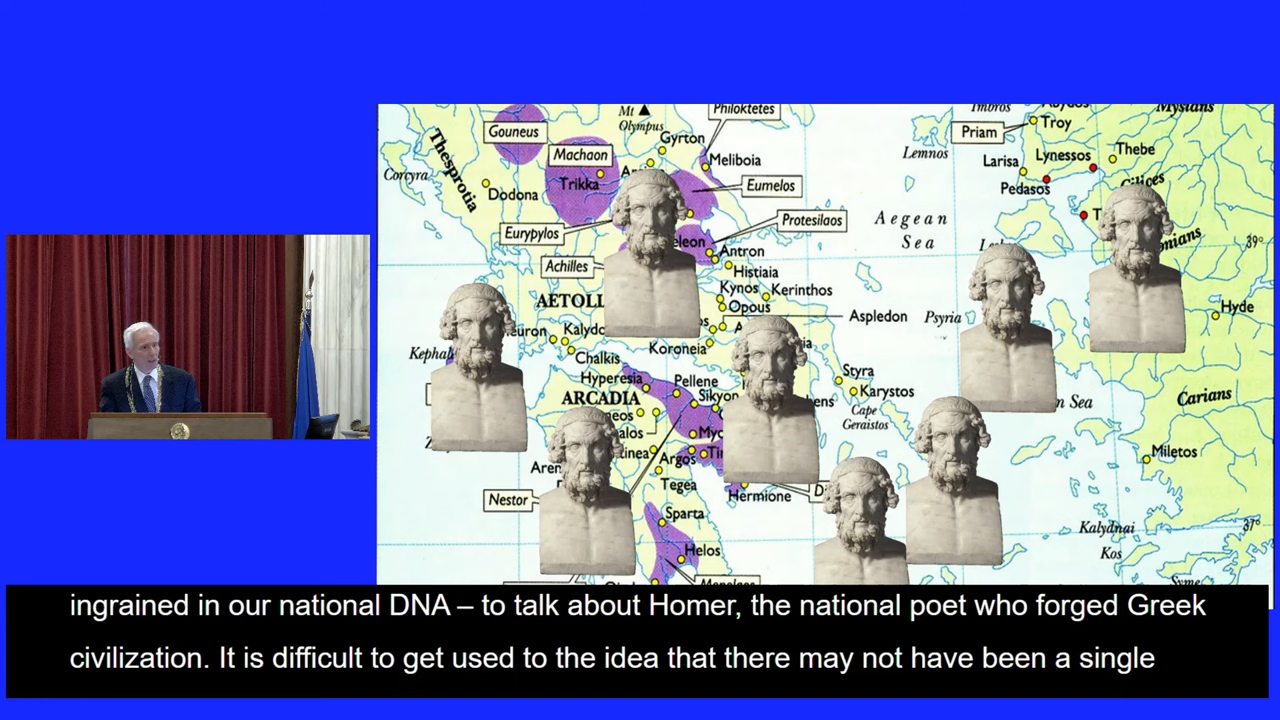 Philoktetes
Mt
Olympus
Gouneus
Gyrton
Machaon
Meliboia
Thesprotia
Corcyra
Dodona
Trikka
Eumelos
Eurypylos
Protesilaos
Antron
Achilles
Histiaia
Kynos
Kerinthos
Opous
Aspledon
Koroneia
Chalkis
Hyperesia
Pellene
ARCADIA
Sikyon
Argos
Tegea
Nestor
Hermione
Sparta
Helos
Styra
Karystos
Cape
Geraistos
Aegean
Sea
Lemnos
Imbros
Abydos
Mysians
Priam
Troy
Larisa
Lynessos
Thebe
Pedasos
Cilices
39°
Psyria
Hyde
Carians
Miletos
Kalydnai
Kos
37°
Syme
ingrained in our national DNA – to talk about Homer, the national poet who forged Greek
civilization. It is difficult to get used to the idea that there may not have been a single